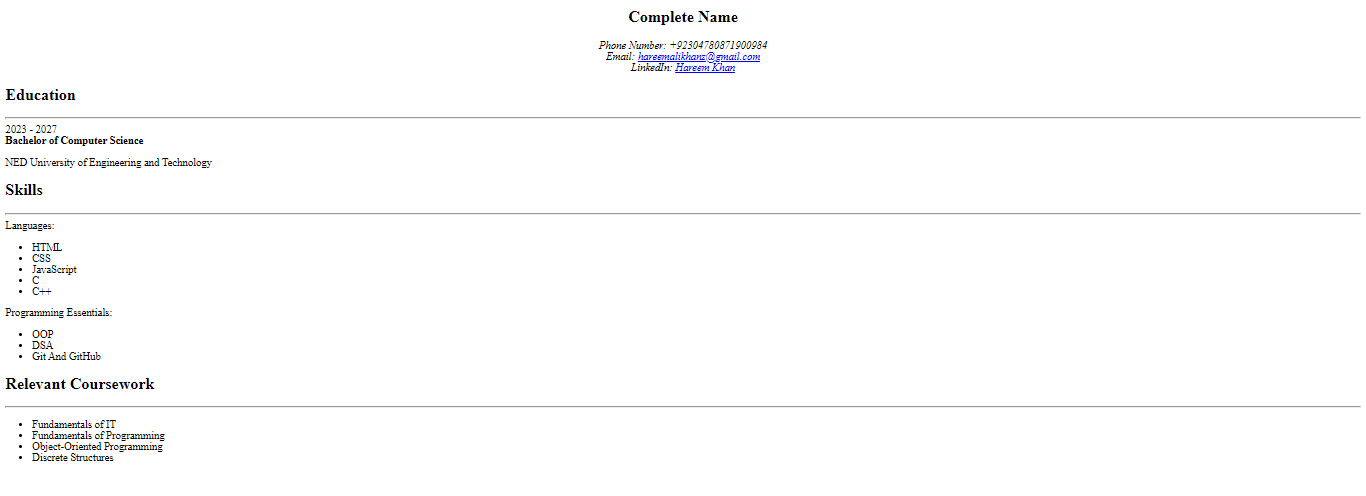 Complete Name
Phone Number: +92304780871900984
Email: hareemalikhanz@gmail.com
LinkedIn: Hareem Khan
Education
2023 - 2027
Bachelor of Computer Science
NED University of Engineering and Technology
Skills
Languages:
HTML
CSS
JavaScript
C
C++
Programming Essentials:
OOP
DSA
Git And GitHub
Relevant Coursework
Fundamentals of IT
Fundamentals of Programming
Object-Oriented Programming
Discrete Structures